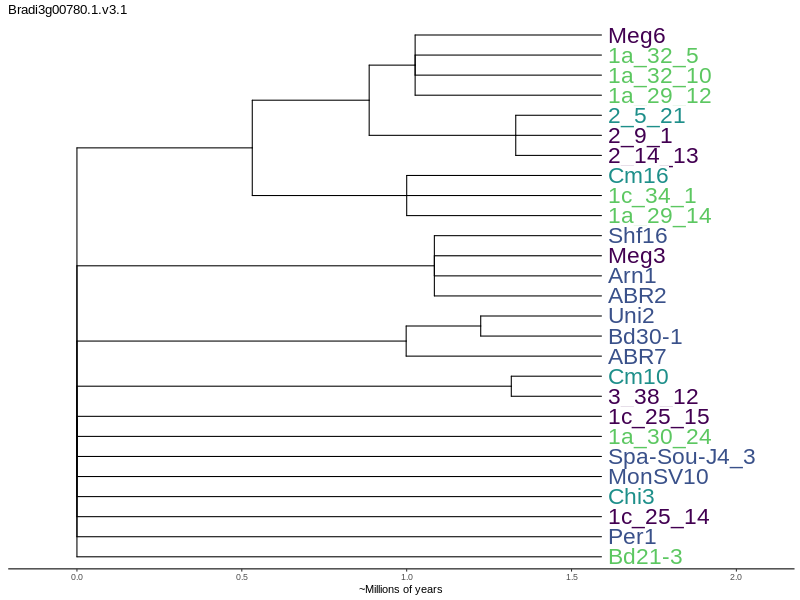 Bradi3g00780.1.v3.1
Meg6
1a_32_5
1a_32_10
1a_29_12
2_5_21
2_9_1
2_14_13
Cm16
1c_34_1
1a_29_14
Shf16
Meg3
Arn1
ABR2
Uni2
Bd30-1
ABR7
Cm10
3_38_12
1c_25_15
1a_30_24
Spa-Sou-J4_3
MonSV10
Chi3
1c_25_14
Per1
Bd21-3
0.0 0.5 1.0 1.5 2.0
~Millions of years